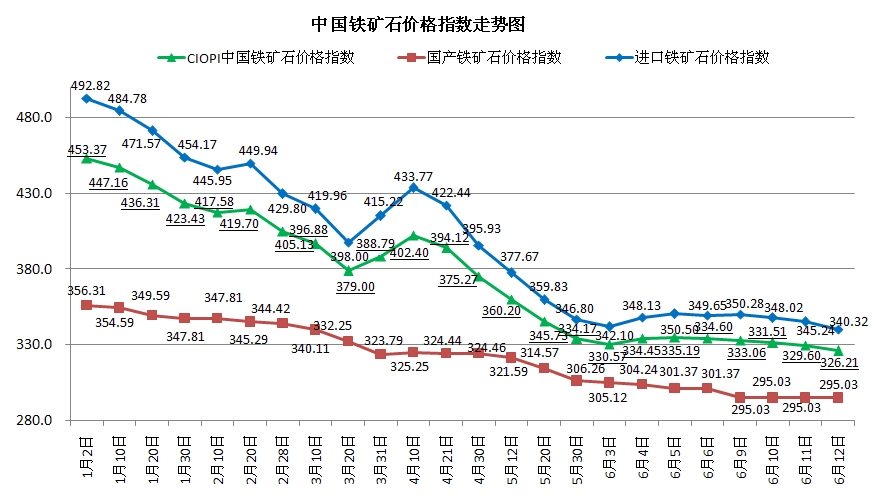 中国铁矿石价格指数走势图
CIOPI中国铁矿石价格指数 国产铁矿石价格指数 进口铁矿石价格指数
480.0
430.0
380.0
330.0
280.0
492.82 484.78 471.57 454.17 445.95 449.94 429.80 419.96 398.00 415.22 433.77 422.44 395.93 377.67 359.83 346.80 342.10 348.13 350.50 349.65 350.28 348.02 345.24 340.32
453.37 447.16 436.31 423.43 417.58 419.70 405.13 396.88 379.00 388.79 402.40 394.12 375.27 360.20 345.73 334.17 330.57 334.45 335.19 334.60 333.06 331.51 329.60 326.21
356.31 354.59 349.59 347.81 347.81 345.29 344.42 340.11 332.25 323.79 325.25 324.44 324.46 321.59 314.57 306.26 305.12 304.24 301.37 301.37 295.03 295.03 295.03 295.03
1月2日 1月10日 1月20日 1月30日 2月10日 2月20日 2月28日 3月10日 3月20日 3月31日 4月10日 4月21日 4月30日 5月12日 5月20日 5月30日 6月3日 6月4日 6月5日 6月6日 6月9日 6月10日 6月11日 6月12日